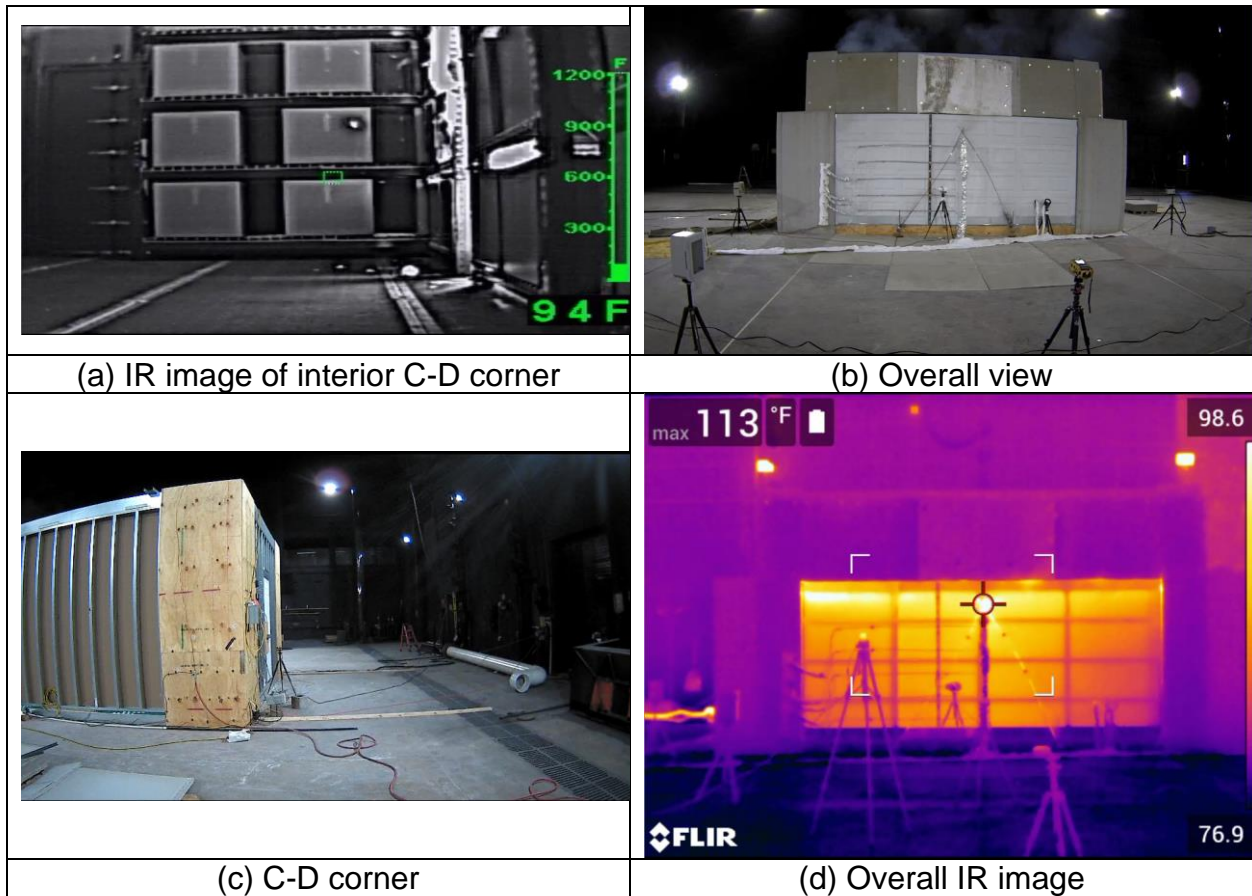 F
1200
900
600
300
94F
(a) IR image of interior C-D corner
(b) Overall view
max 113 °F
98.6
76.9
FLIR
(c) C-D corner
(d) Overall IR image